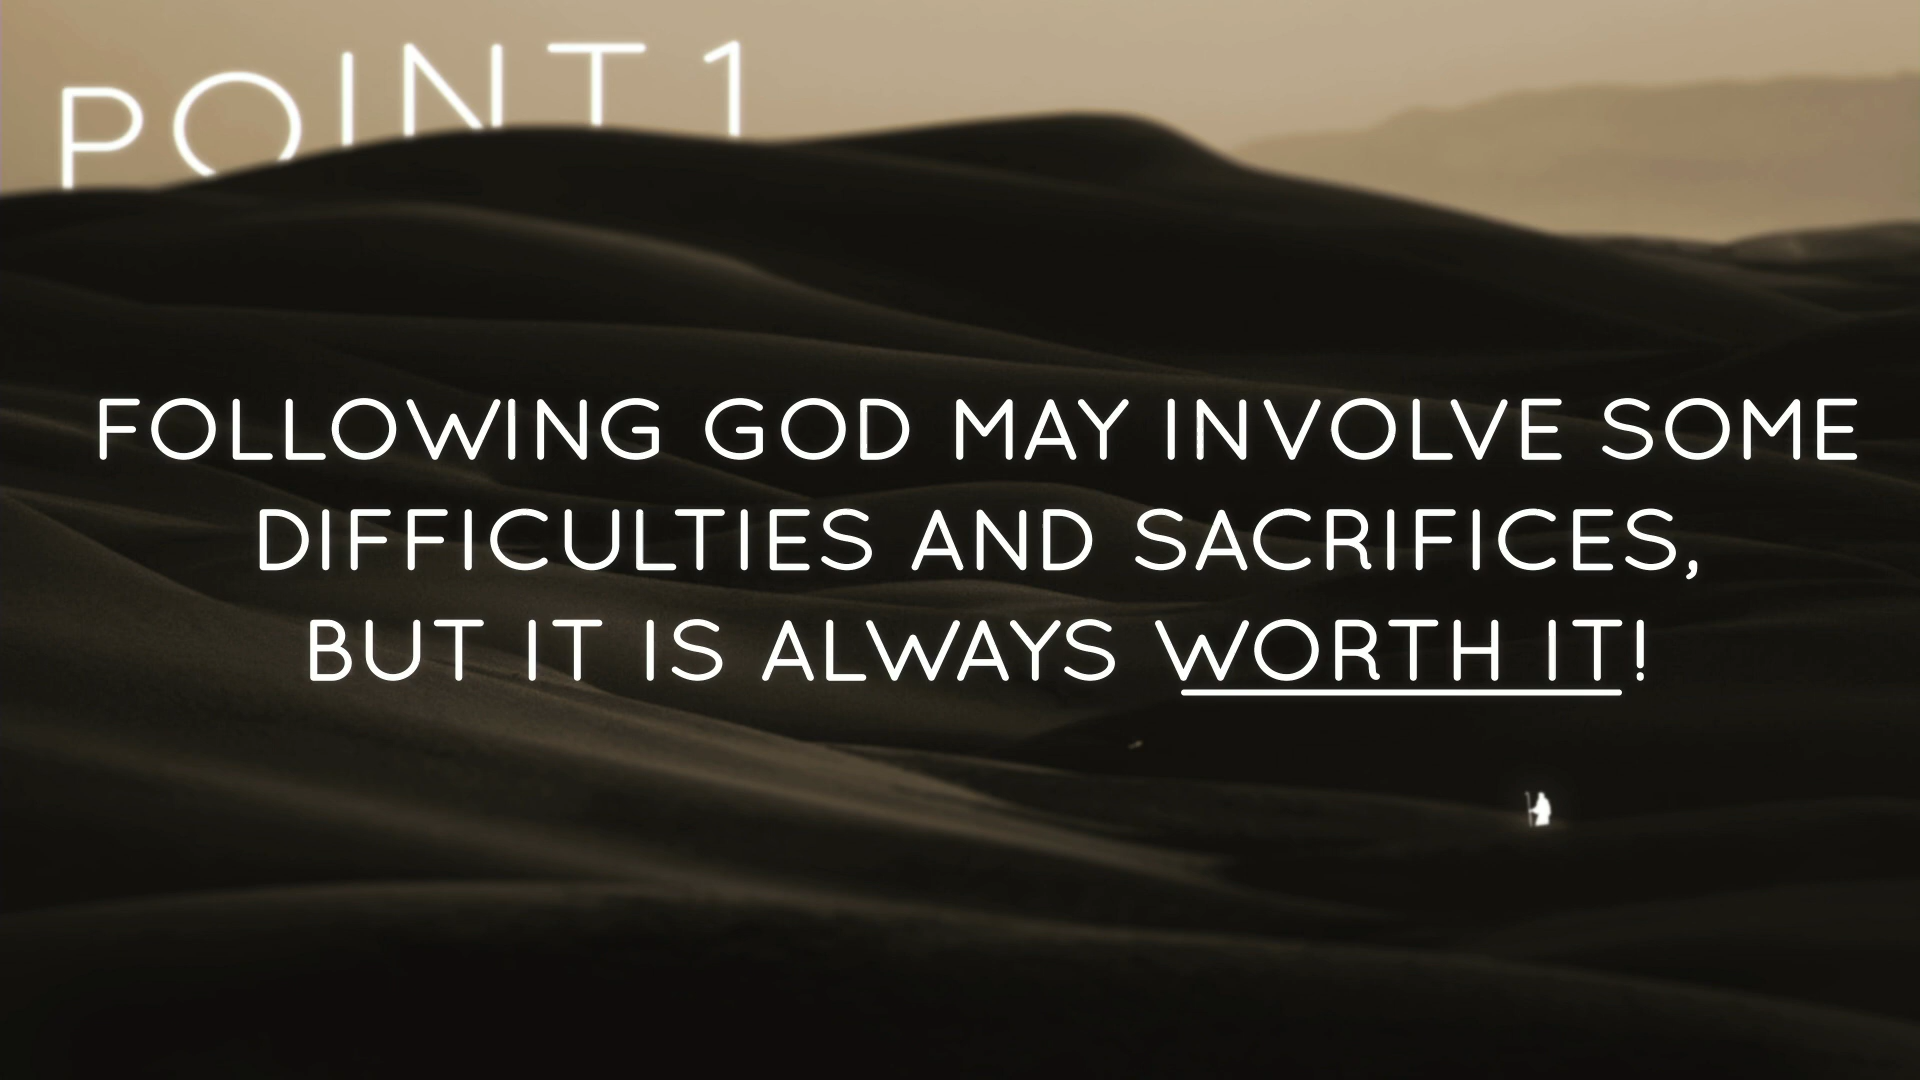 POINT 1
FOLLOWING GOD MAY INVOLVE SOME
DIFFICULTIES AND SACRIFICES,
BUT IT IS ALWAYS WORTH IT!